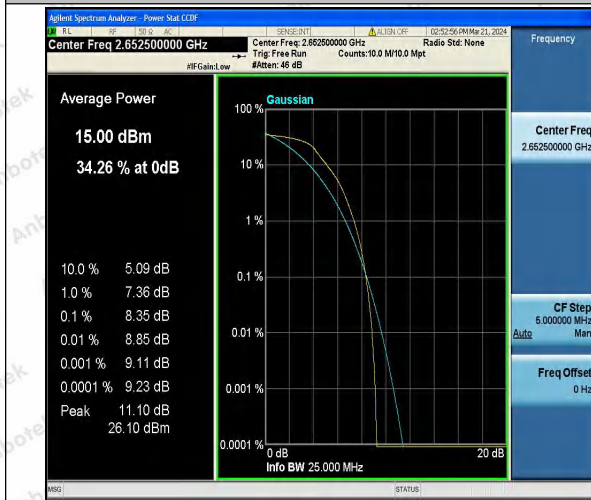 Agilent Spectrum Analyzer - Power Stat CCDF
RL RF 50 Ω AC SENSE:INT ALIGN OFF 02:52:56 PM Mar 21, 2024
Center Freq 2.652500000 GHz
Center Freq: 2.652500000 GHz Radio Std: None
Trig: Free Run Counts:10.0 M/10.0 Mpt
#IFGain:Low #Atten: 46 dB
Frequency
Average Power
15.00 dBm
34.26 % at 0dB
10.0 % 5.09 dB
1.0 % 7.36 dB
0.1 % 8.35 dB
0.01 % 8.85 dB
0.001 % 9.11 dB
0.0001 % 9.23 dB
Peak 11.10 dB
26.10 dBm
Gaussian
100 %
10 %
1 %
0.1 %
0.01 %
0.001 %
0.0001 %
0 dB 20 dB
Info BW 25.000 MHz
Center Freq
2.652500000 GHz
CF Step
5.000000 MHz
Auto Man
Freq Offset
0 Hz
MSG STATUS